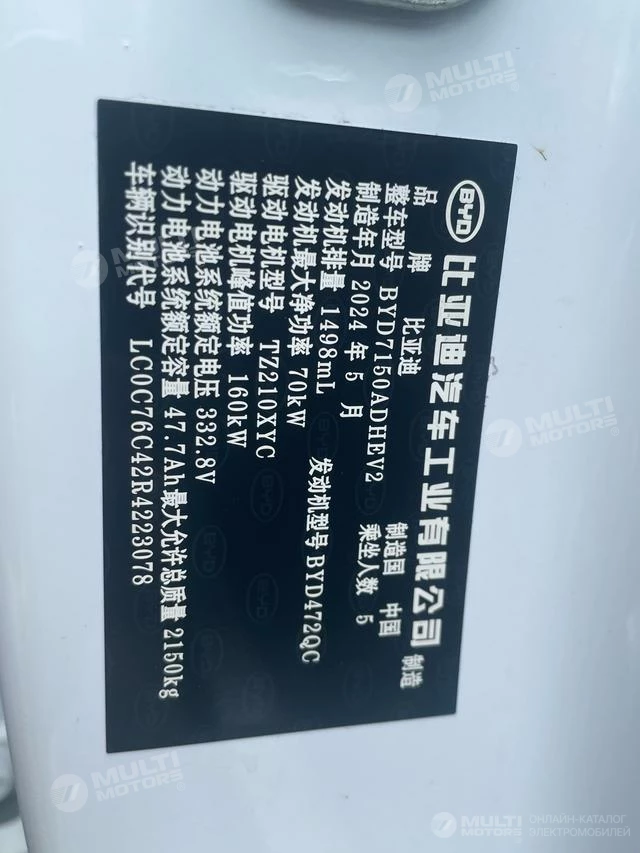 BYD 比亚迪汽车工业有限公司 制造
品牌 比亚迪 制造国 中国
整车型号 BYD7150ADHEV2 乘坐人数 5
制造年月 2024 年 5 月
发动机排量 1498mL 发动机型号 BYD472QC
发动机最大净功率 70kW
驱动电机型号 TZ210XYC
驱动电机峰值功率 160kW
动力电池系统额定电压 332.8V
动力电池系统额定容量 47.7H最大允许总质量 2150kg
车辆识别代号 LC0C76C42R4223078
MULTI MOTORS
MULTI MOTORS
MULTI MOTORS
MULTI MOTORS
MULTI MOTORS ОНЛАЙН-КАТАЛОГ ЭЛЕКТРОМОБИЛЕЙ